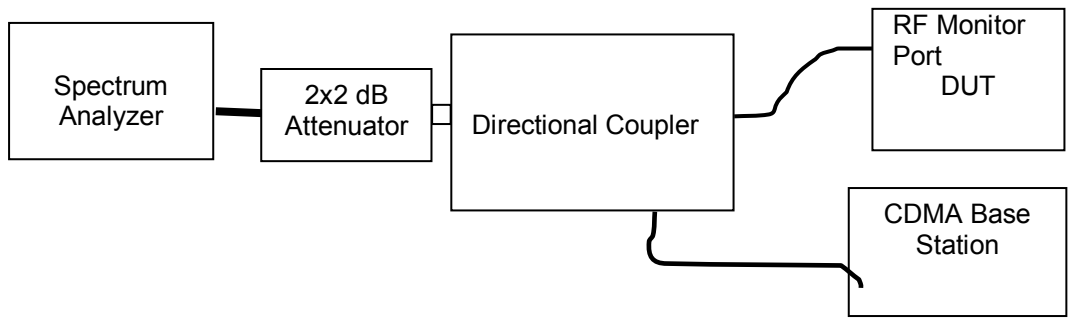 Spectrum
Analyzer
2x2 dB
Attenuator
Directional Coupler
RF Monitor
Port
DUT
CDMA Base
Station